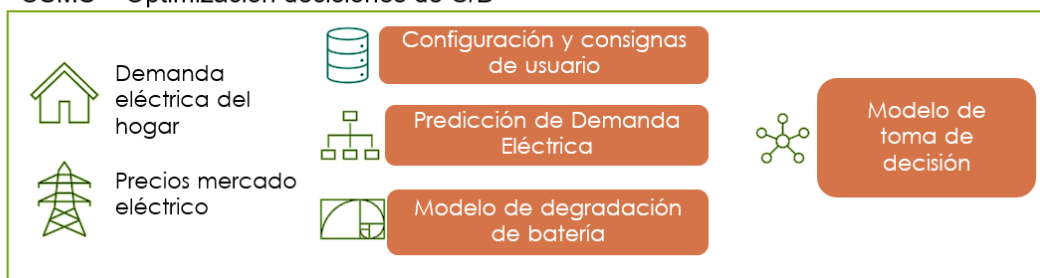 Demanda
eléctrica del
hogar
Precios mercado
eléctrico
Configuración y consignas
de usuario
Predicción de Demanda
Eléctrica
Modelo de degradación
de batería
Modelo de
toma de
decisión